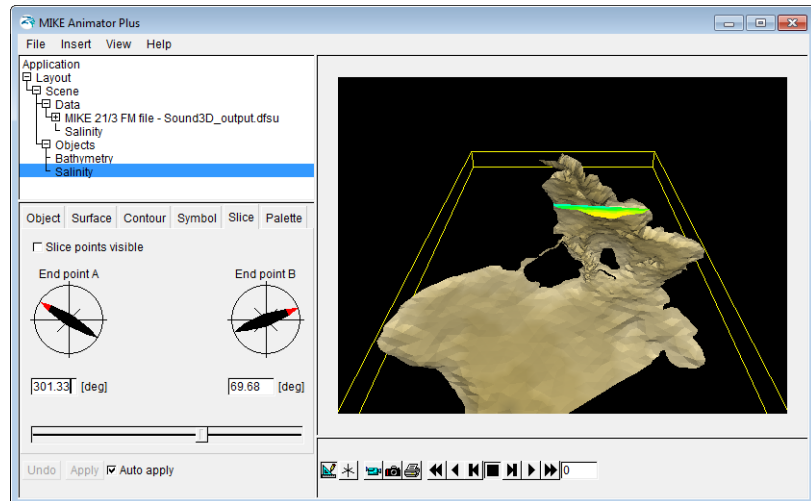 MIKE Animator Plus
File Insert View Help
Application
Layout
Scene
Data
MIKE 21/3 FM file - Sound3D_output.dfsu
Salinity
Objects
Bathymetry
Salinity
Object Surface Contour Symbol Slice Palette
Slice points visible
End point A End point B
301.33 [deg] 69.68 [deg]
Undo Apply Auto apply
0